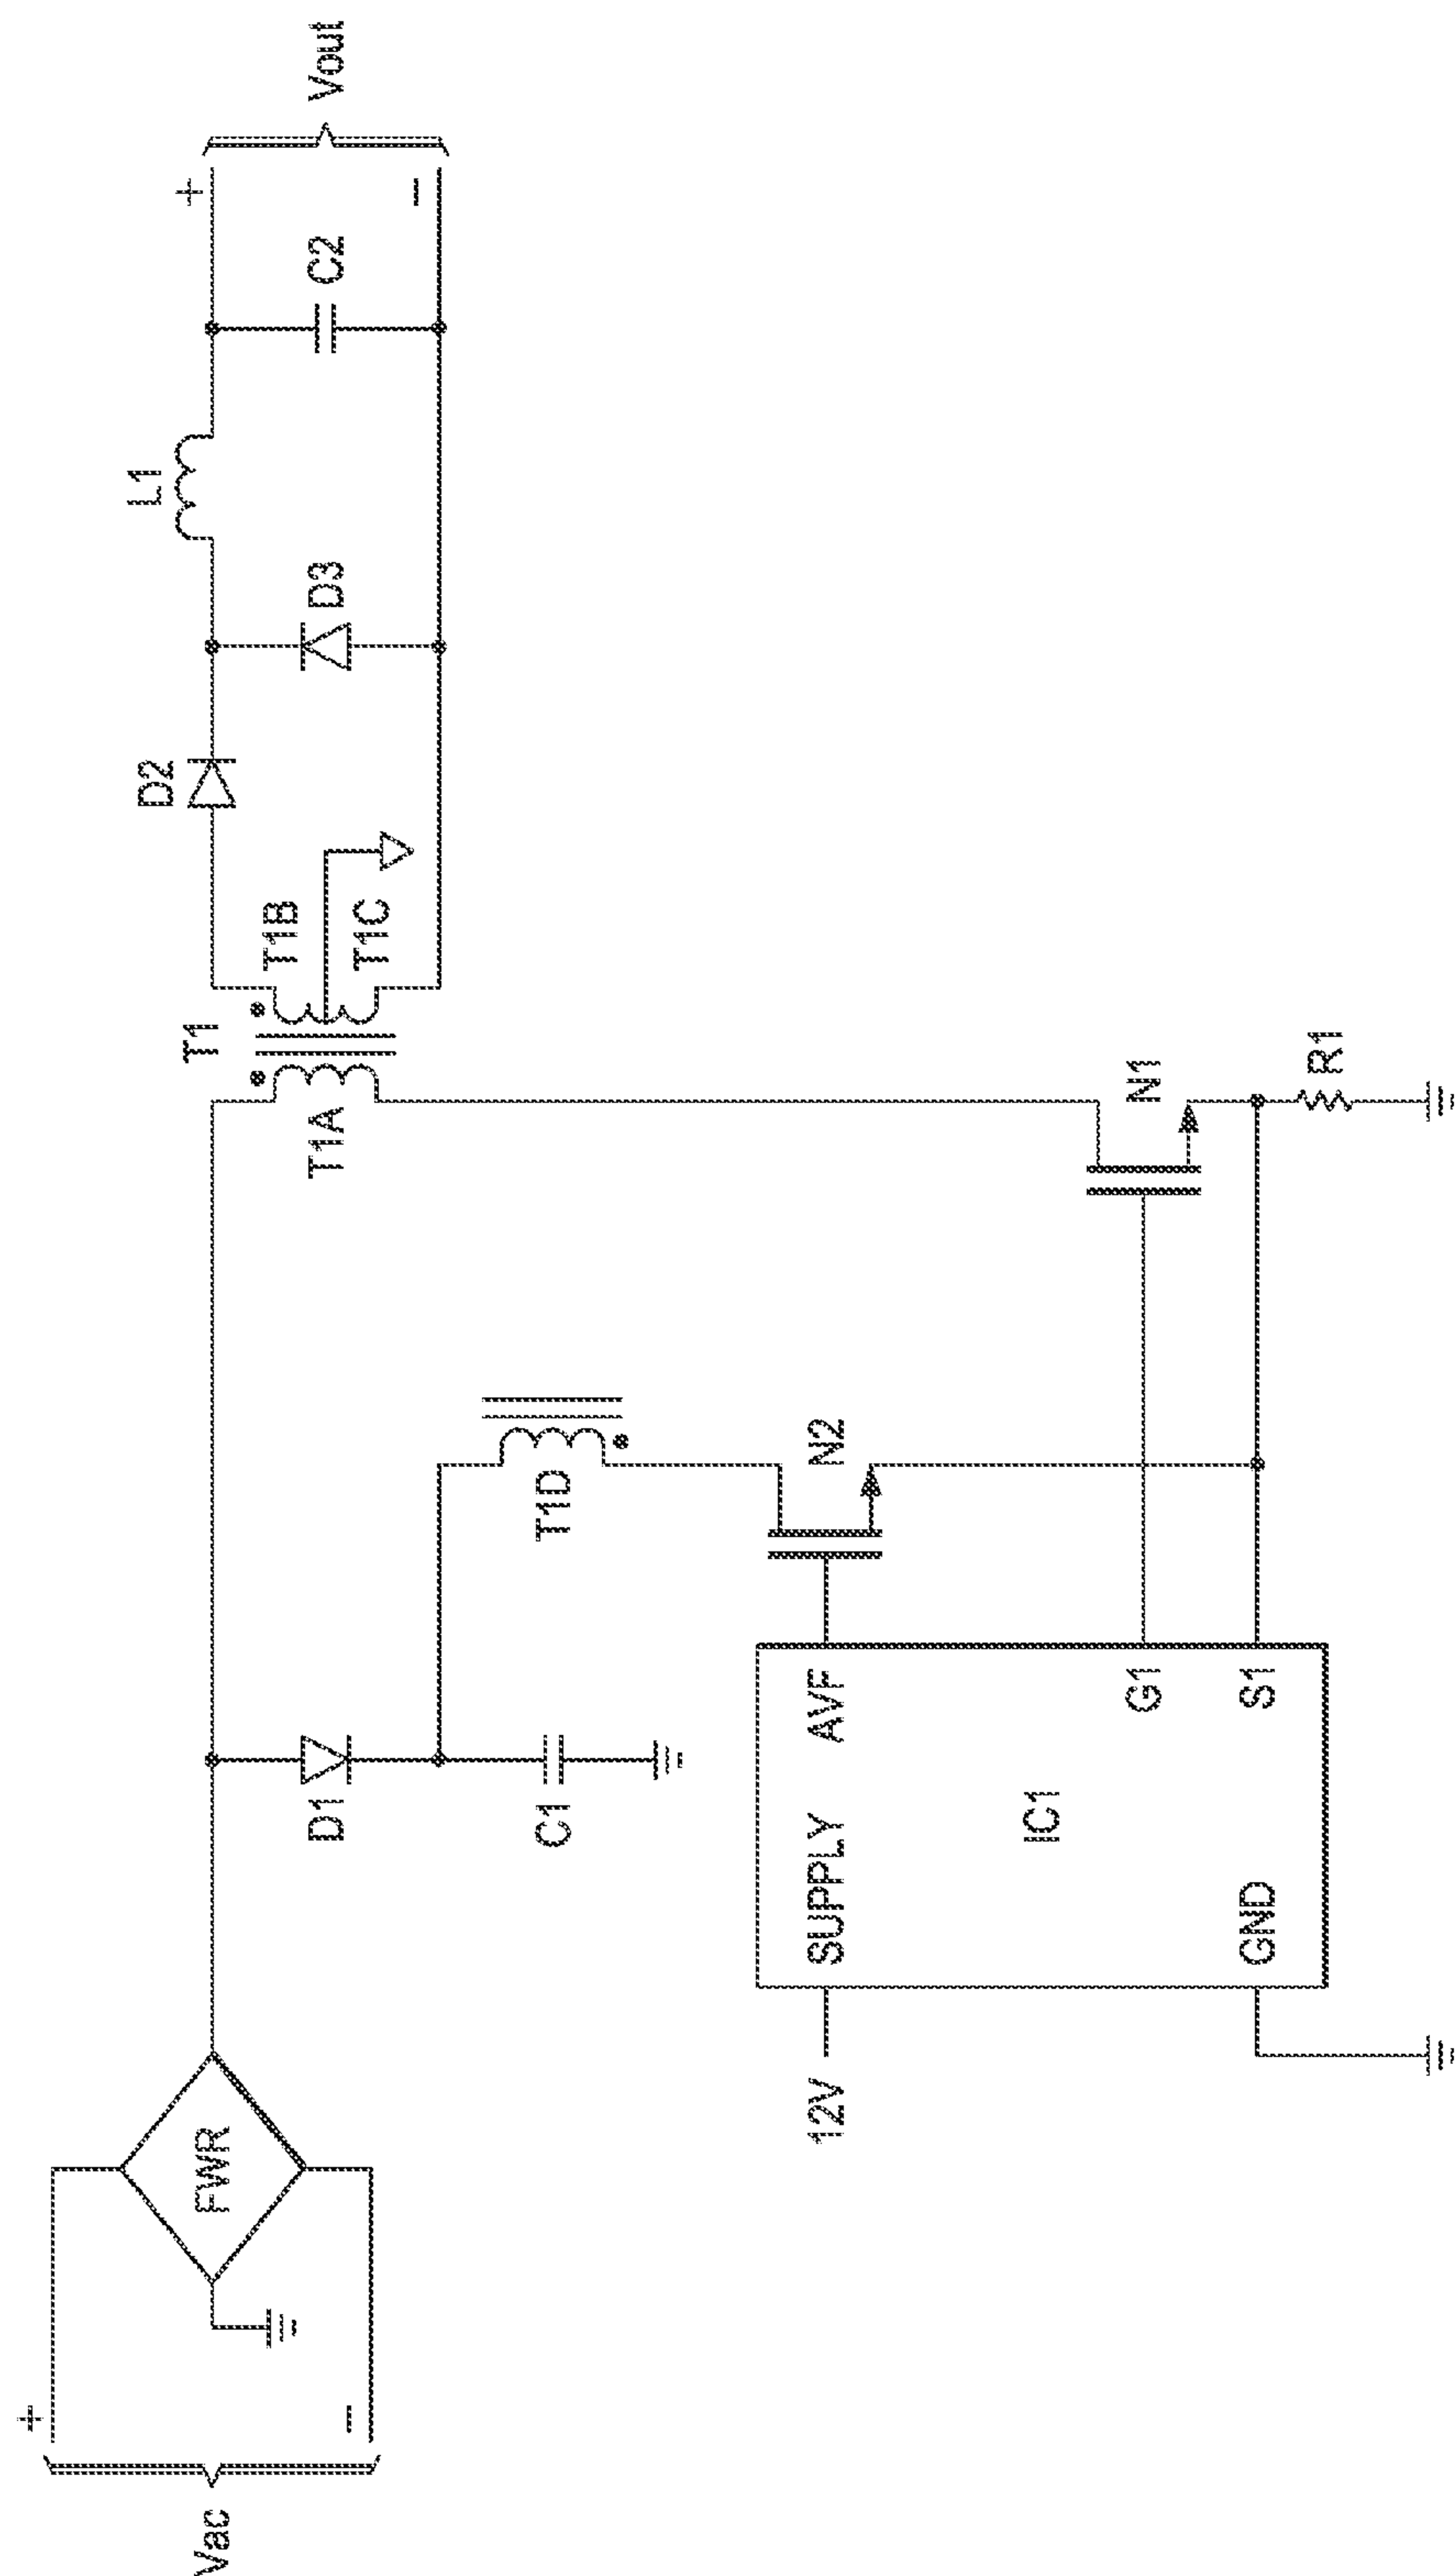 Vac
+
−
FWR
D1
C1
T1D
N2
12V
SUPPLY AVF
IC1
G1
GND S1
N1
R1
T1
T1A
T1B
T1C
D2
D3
L1
C2
+
−
Vout